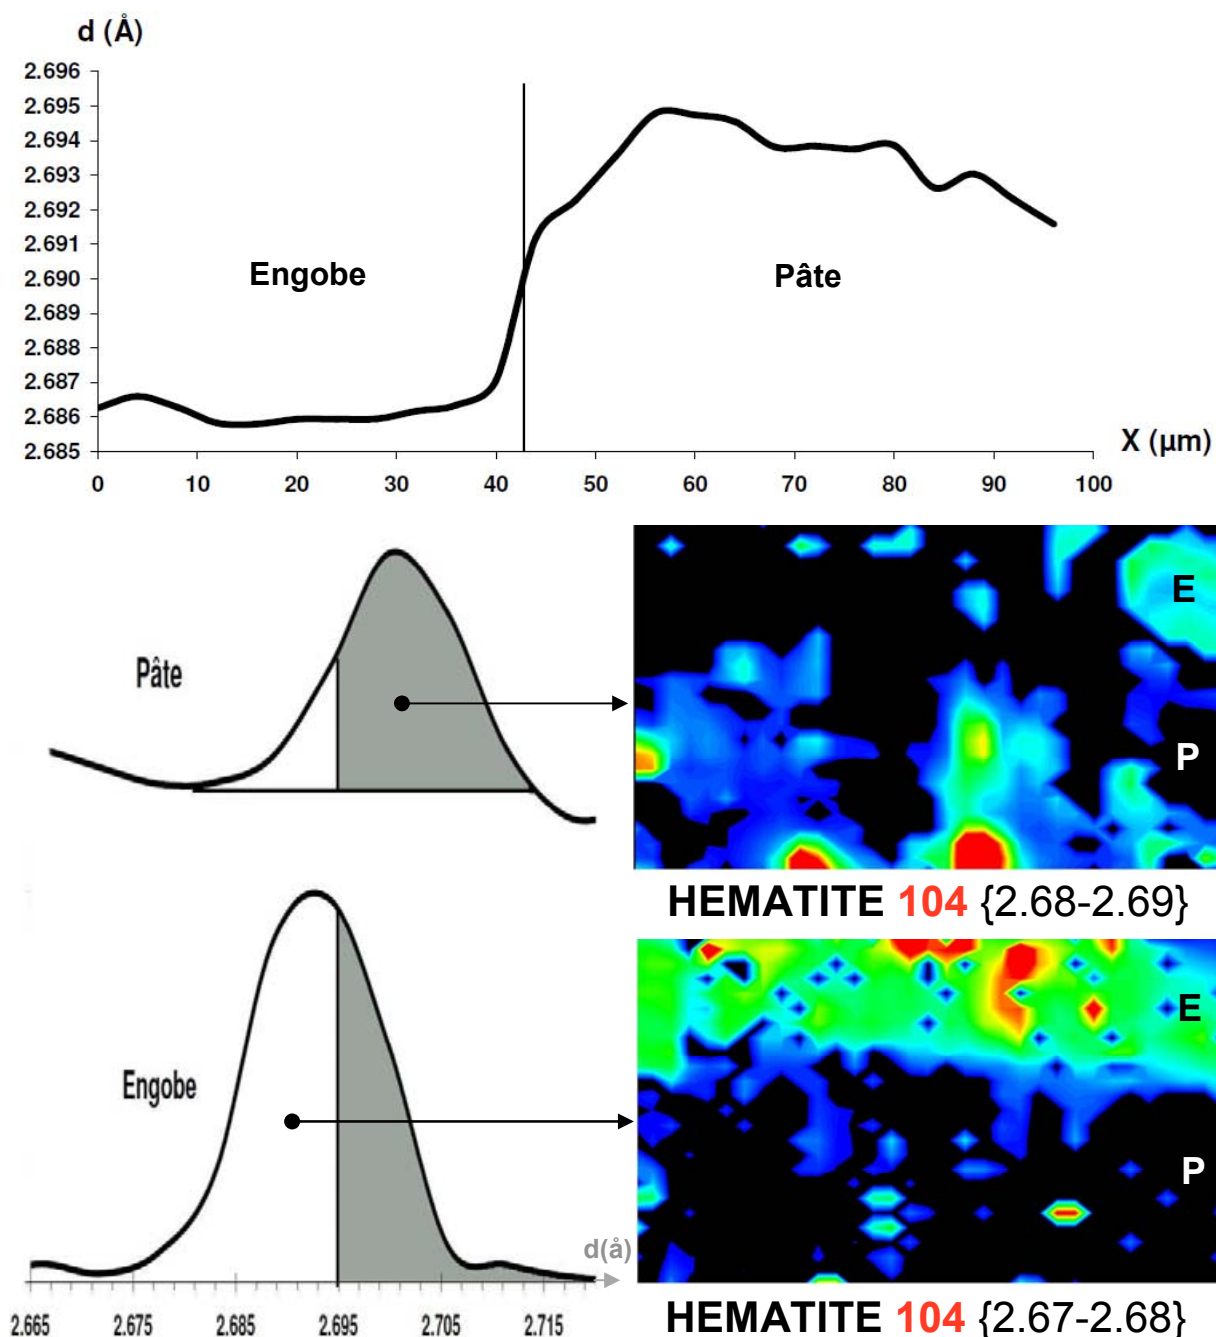 d (Å)
2.696
2.695
2.694
2.693
2.692
2.691
2.690
2.689
2.688
2.687
2.686
2.685
Engobe
Pâte
X (µm)
0 10 20 30 40 50 60 70 80 90 100
Pâte
E
P
HEMATITE 104 {2.68-2.69}
Engobe
E
P
d(å)
2.665 2.675 2.685 2.695 2.705 2.715
HEMATITE 104 {2.67-2.68}